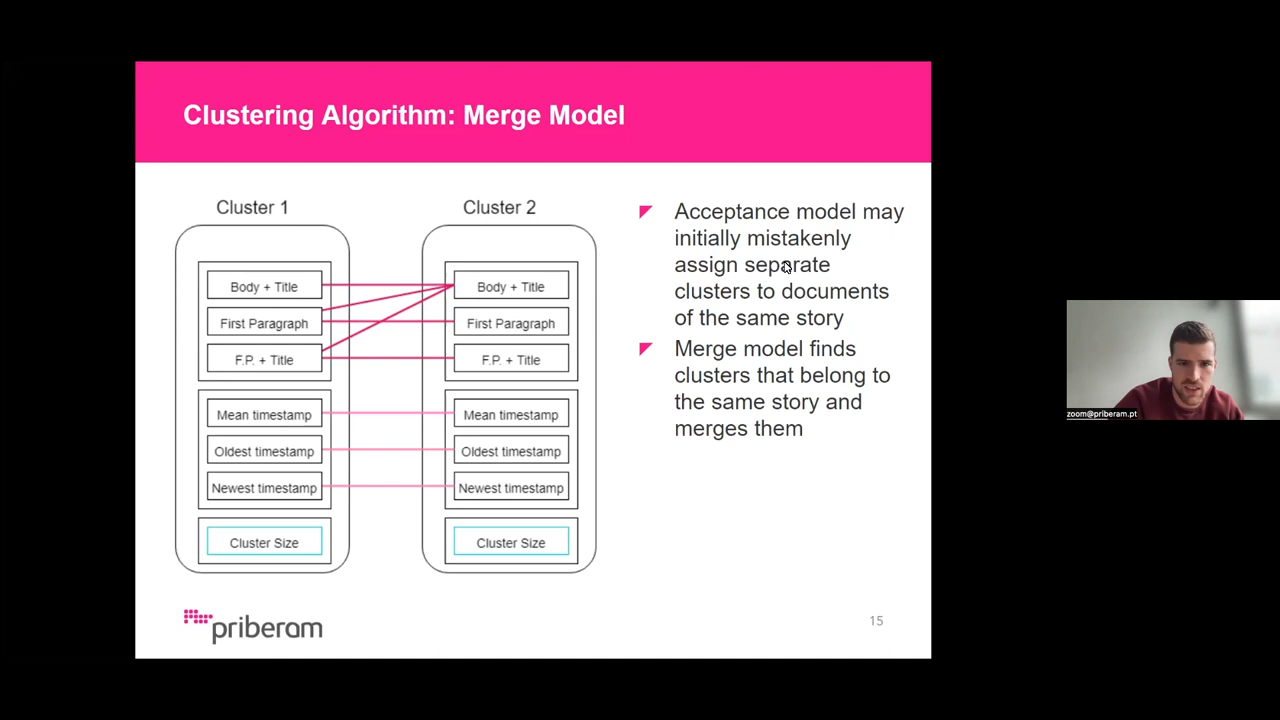 Clustering Algorithm: Merge Model
Cluster 1
Body + Title
First Paragraph
F.P. + Title
Mean timestamp
Oldest timestamp
Newest timestamp
Cluster Size
Cluster 2
Body + Title
First Paragraph
F.P. + Title
Mean timestamp
Oldest timestamp
Newest timestamp
Cluster Size
Acceptance model may
initially mistakenly
assign separate
clusters to documents
of the same story
Merge model finds
clusters that belong to
the same story and
merges them
priberam
15
zoom@priberam.pt